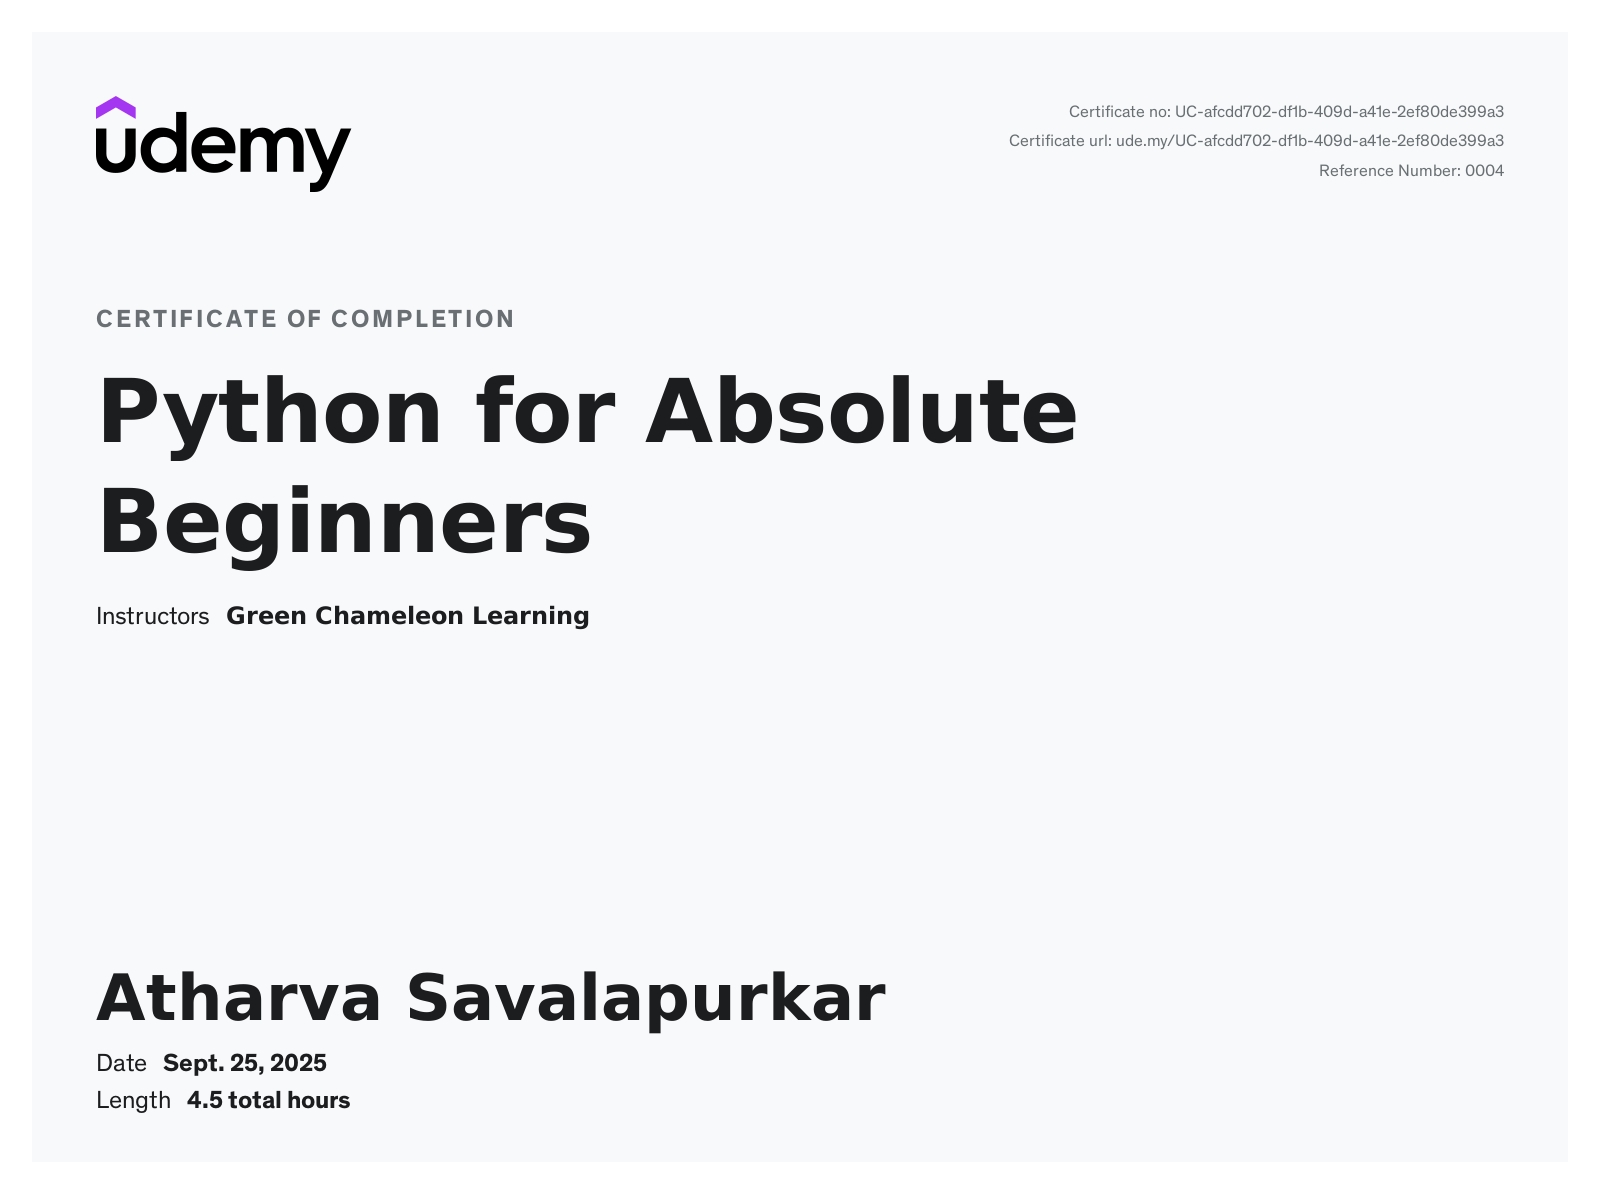 udemy
Certificate no: UC-afcdd702-df1b-409d-a41e-2ef80de399a3
Certificate url: ude.my/UC-afcdd702-df1b-409d-a41e-2ef80de399a3
Reference Number: 0004
CERTIFICATE OF COMPLETION
Python for Absolute
Beginners
Instructors Green Chameleon Learning
Atharva Savalapurkar
Date Sept. 25, 2025
Length 4.5 total hours